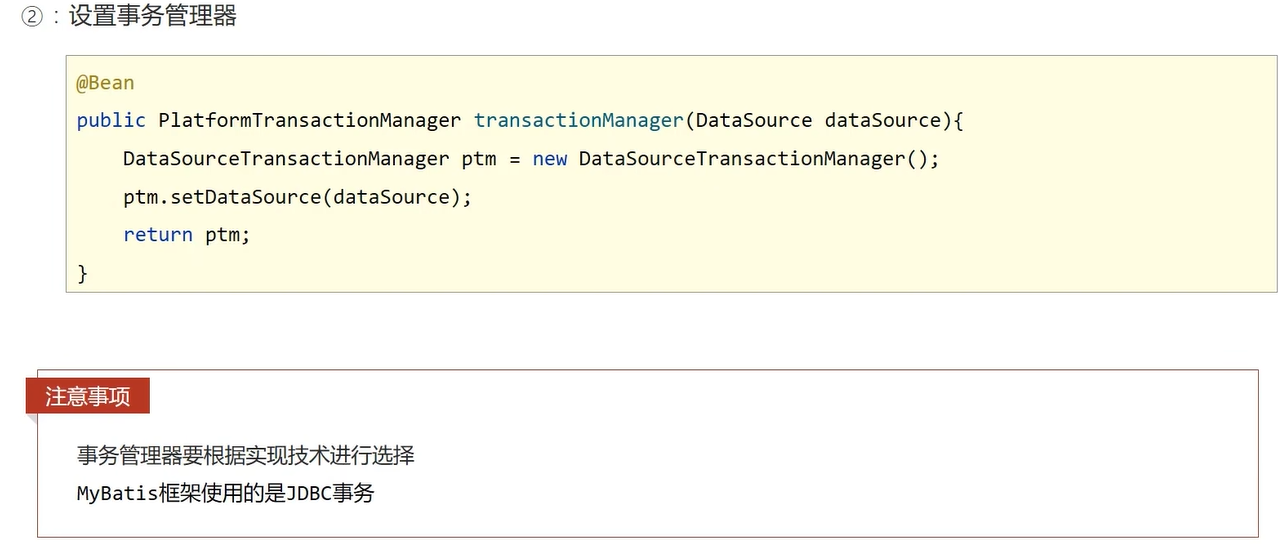 ②：设置事务管理器
@Bean
public PlatformTransactionManager transactionManager(DataSource dataSource){
    DataSourceTransactionManager ptm = new DataSourceTransactionManager();
    ptm.setDataSource(dataSource);
    return ptm;
}
注意事项
事务管理器要根据实现技术进行选择
MyBatis框架使用的是JDBC事务